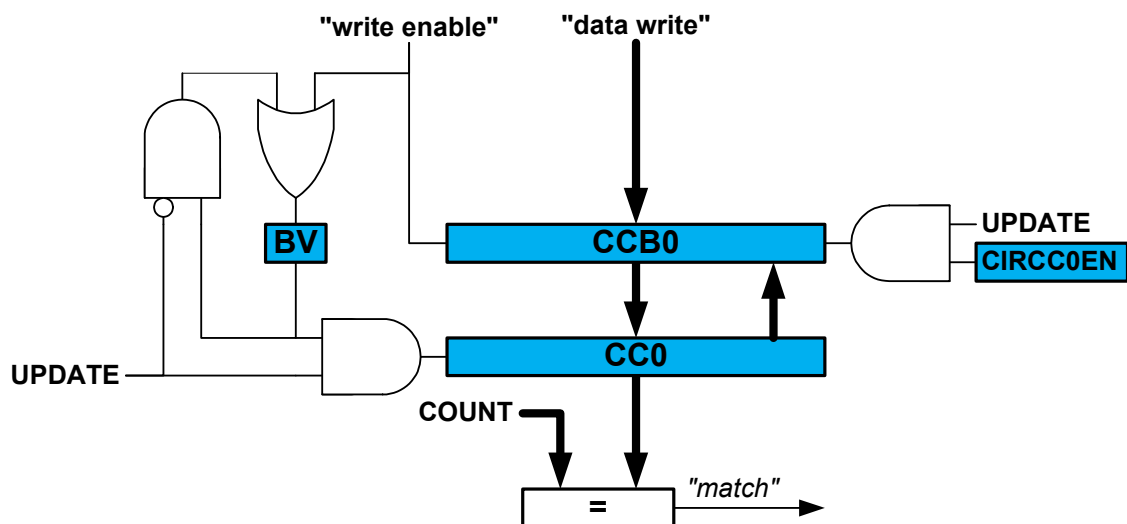 "write enable"
"data write"
BV
CCB0
UPDATE
CIRCC0EN
CC0
UPDATE
COUNT
=
"match"